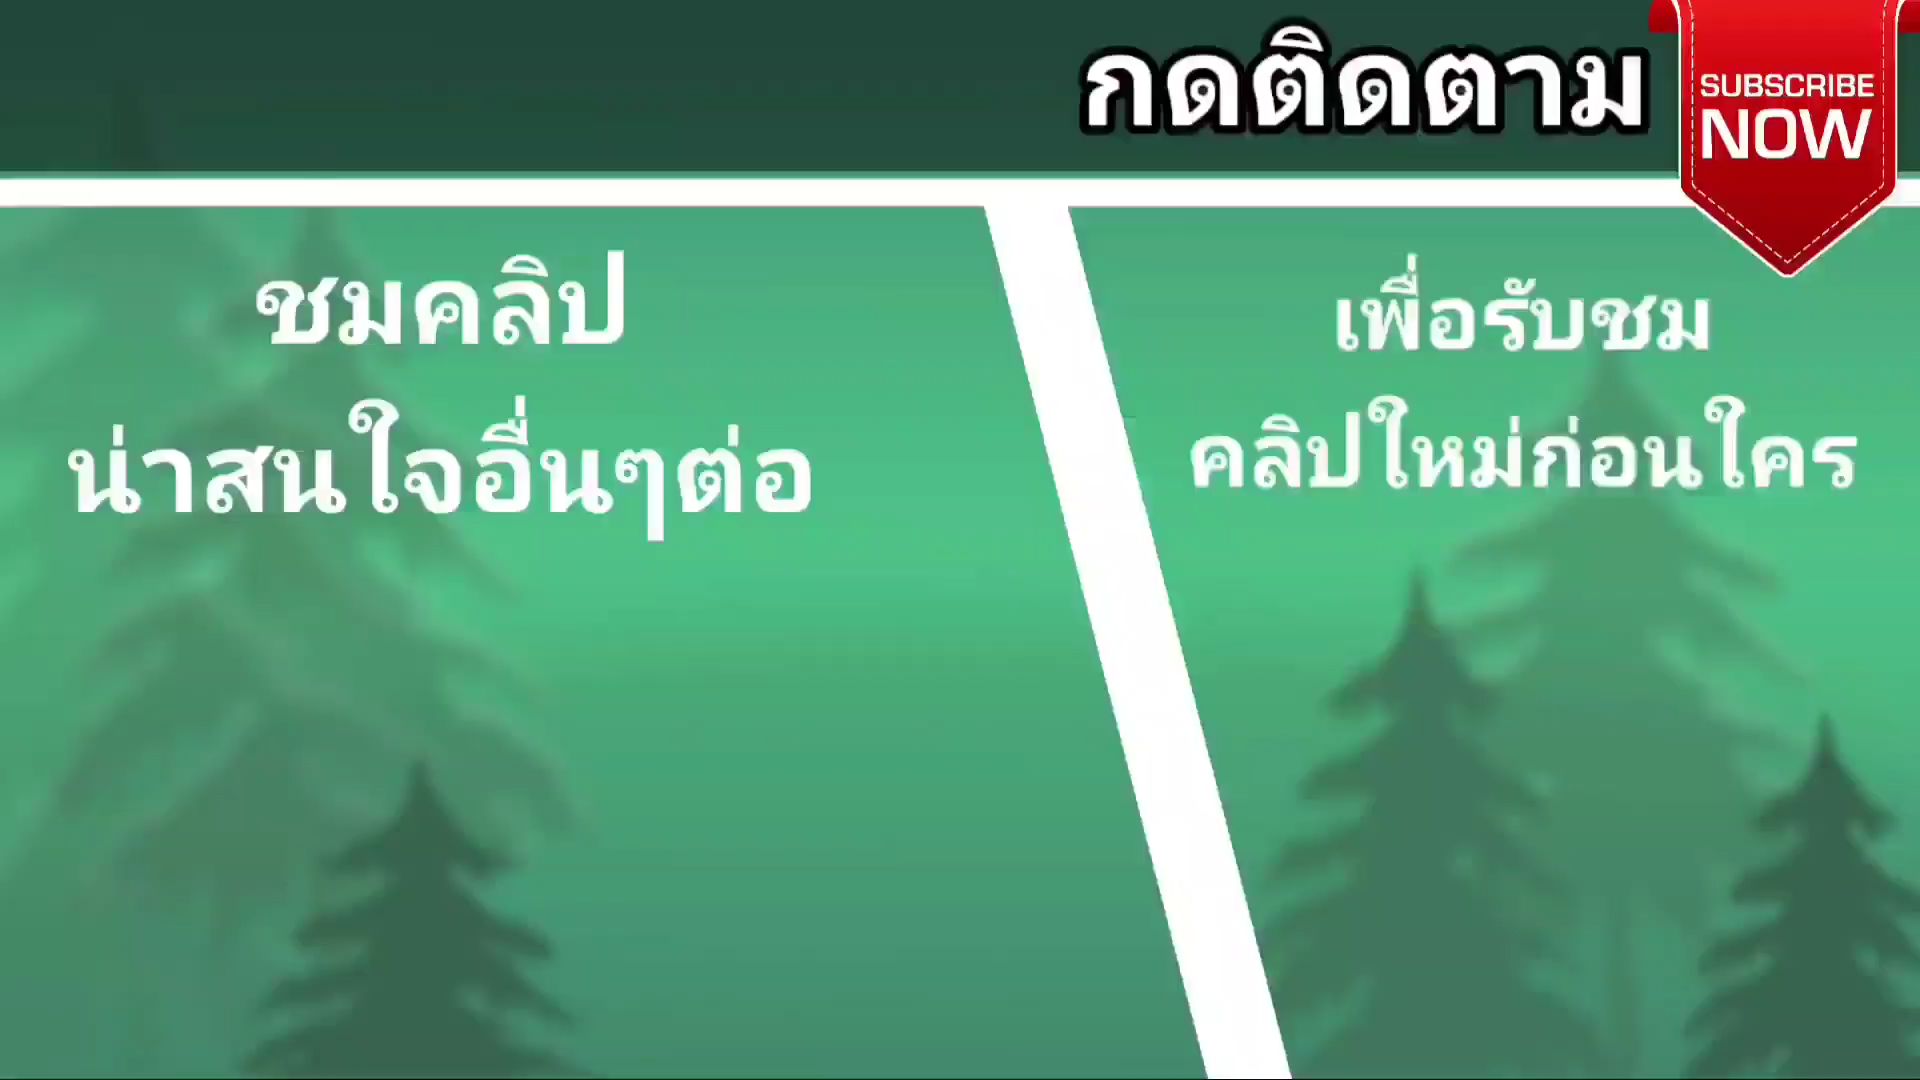 กดติดตาม
SUBSCRIBE
NOW
ชมคลิป
น่าสนใจอื่นๆต่อ
เพื่อรับชม
คลิปใหม่ก่อนใคร